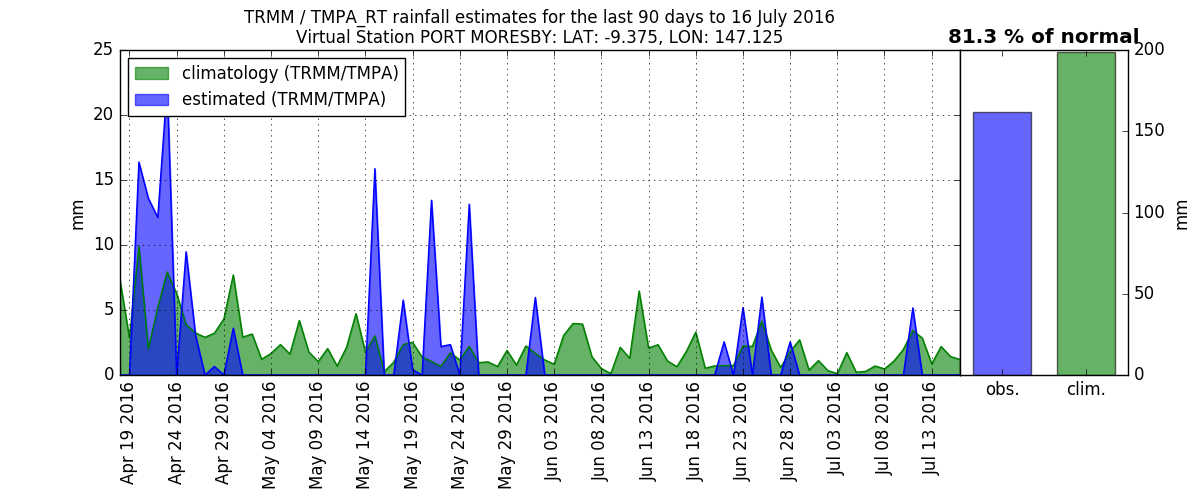 TRMM / TMPA_RT rainfall estimates for the last 90 days to 16 July 2016
Virtual Station PORT MORESBY: LAT: -9.375, LON: 147.125
81.3 % of normal
climatology (TRMM/TMPA)
estimated (TRMM/TMPA)
25
20
15
10
5
0
mm
200
150
100
50
0
mm
Apr 19 2016
Apr 24 2016
Apr 29 2016
May 04 2016
May 09 2016
May 14 2016
May 19 2016
May 24 2016
May 29 2016
Jun 03 2016
Jun 08 2016
Jun 13 2016
Jun 18 2016
Jun 23 2016
Jun 28 2016
Jul 03 2016
Jul 08 2016
Jul 13 2016
obs.
clim.